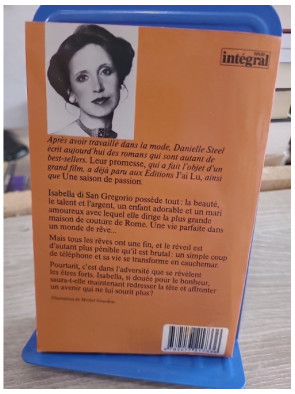 intégral
Après avoir travaillé dans la mode, Danielle Steel
écrit aujourd'hui des romans qui sont autant de
best-sellers. Leur promesse, qui a fait l'objet d'un
grand film, a déjà paru aux Éditions J'ai Lu, ainsi
que Une saison de passion.
Isabella di San Gregorio possède tout : la beauté,
le talent et l'argent, un enfant adorable et un mari
amoureux avec lequel elle dirige la plus grande
maison de couture de Rome. Une vie parfaite dans
un monde de rêve...
Mais tous les rêves ont une fin, et le réveil est
d'autant plus pénible qu'il est brutal : un simple coup
de téléphone et sa vie se transforme en cauchemar.
Pourtant, c'est dans l'adversité que se révèlent
les êtres forts. Isabella, si douée pour le bonheur,
saura-t-elle maintenant redresser la tête et affronter
un avenir qui ne lui sourit plus ?